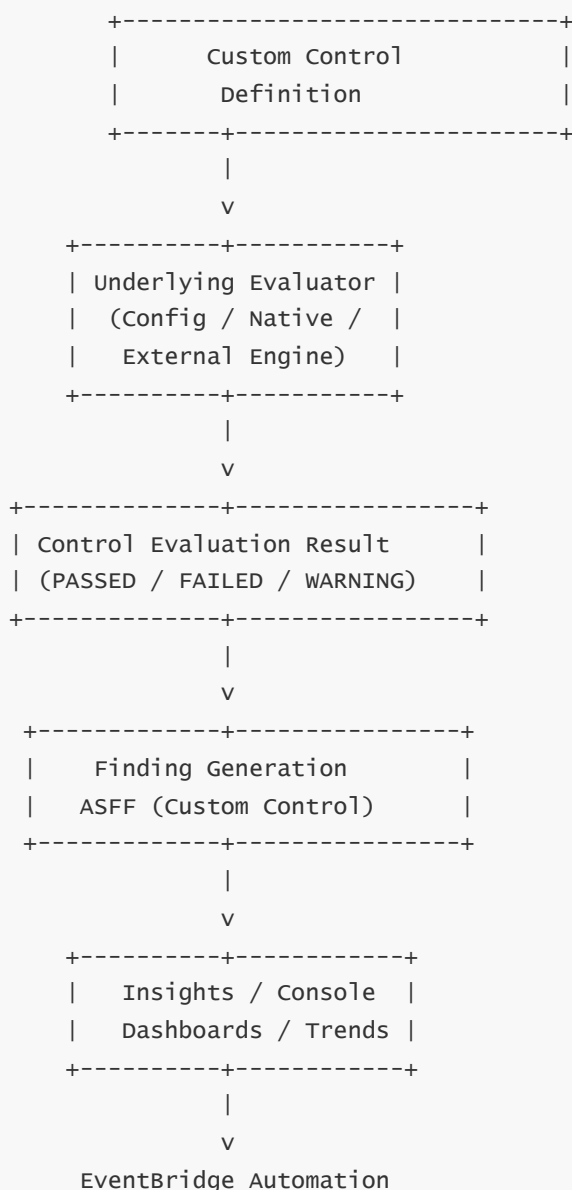 +-------------------------------+
|      Custom Control           |
|       Definition              |
+-------+-----------------------+
|
v
+----------+-----------+
| Underlying Evaluator |
|  (Config / Native /  |
|   External Engine)   |
+----------+-----------+
|
v
+--------------+-----------------+
| Control Evaluation Result      |
| (PASSED / FAILED / WARNING)    |
+--------------+-----------------+
|
v
+-------------+----------------+
|    Finding Generation        |
|   ASFF (Custom Control)      |
+-------------+----------------+
|
v
+----------+------------+
|   Insights / Console  |
|   Dashboards / Trends |
+----------+------------+
|
v
EventBridge Automation